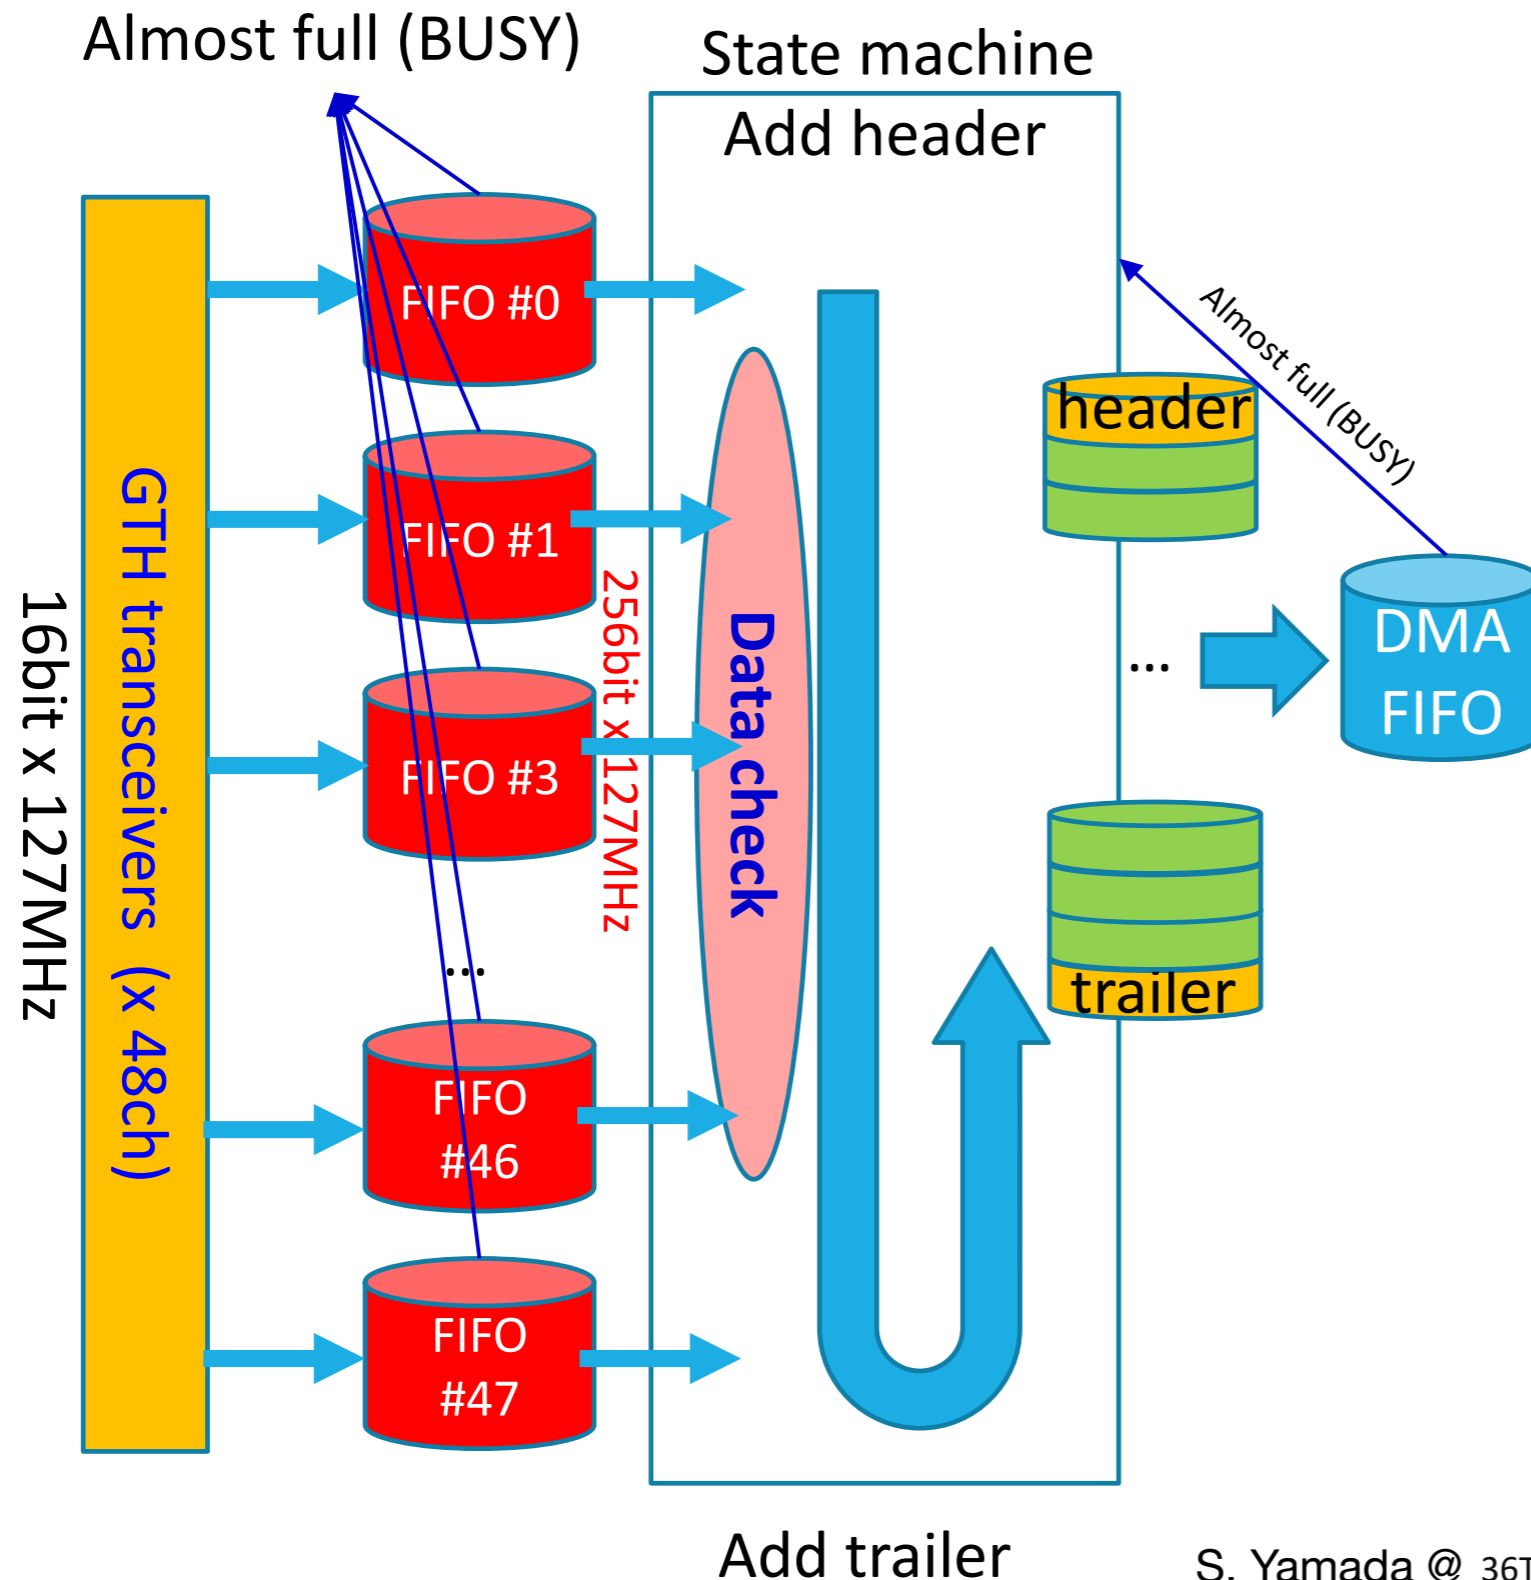 Almost full (BUSY)
State machine
Add header
16bit x 127MHz
GTH transceivers (x 48ch)
FIFO #0
FIFO #1
FIFO #3
...
FIFO
#46
FIFO
#47
256bit x 127MHz
Data check
header
...
trailer
Almost full (BUSY)
DMA
FIFO
Add trailer
S. Yamada @ 36T